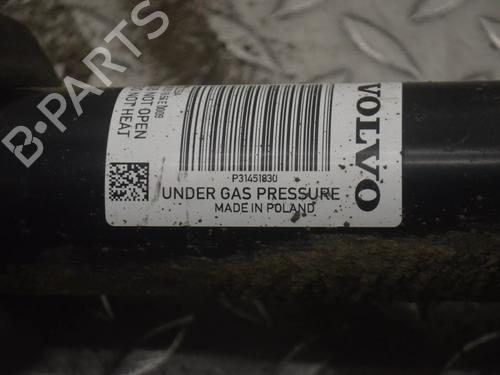 VOLVO
P31451830
UNDER GAS PRESSURE
MADE IN POLAND
NOT OPEN
NOT HEAT
B-PARTS